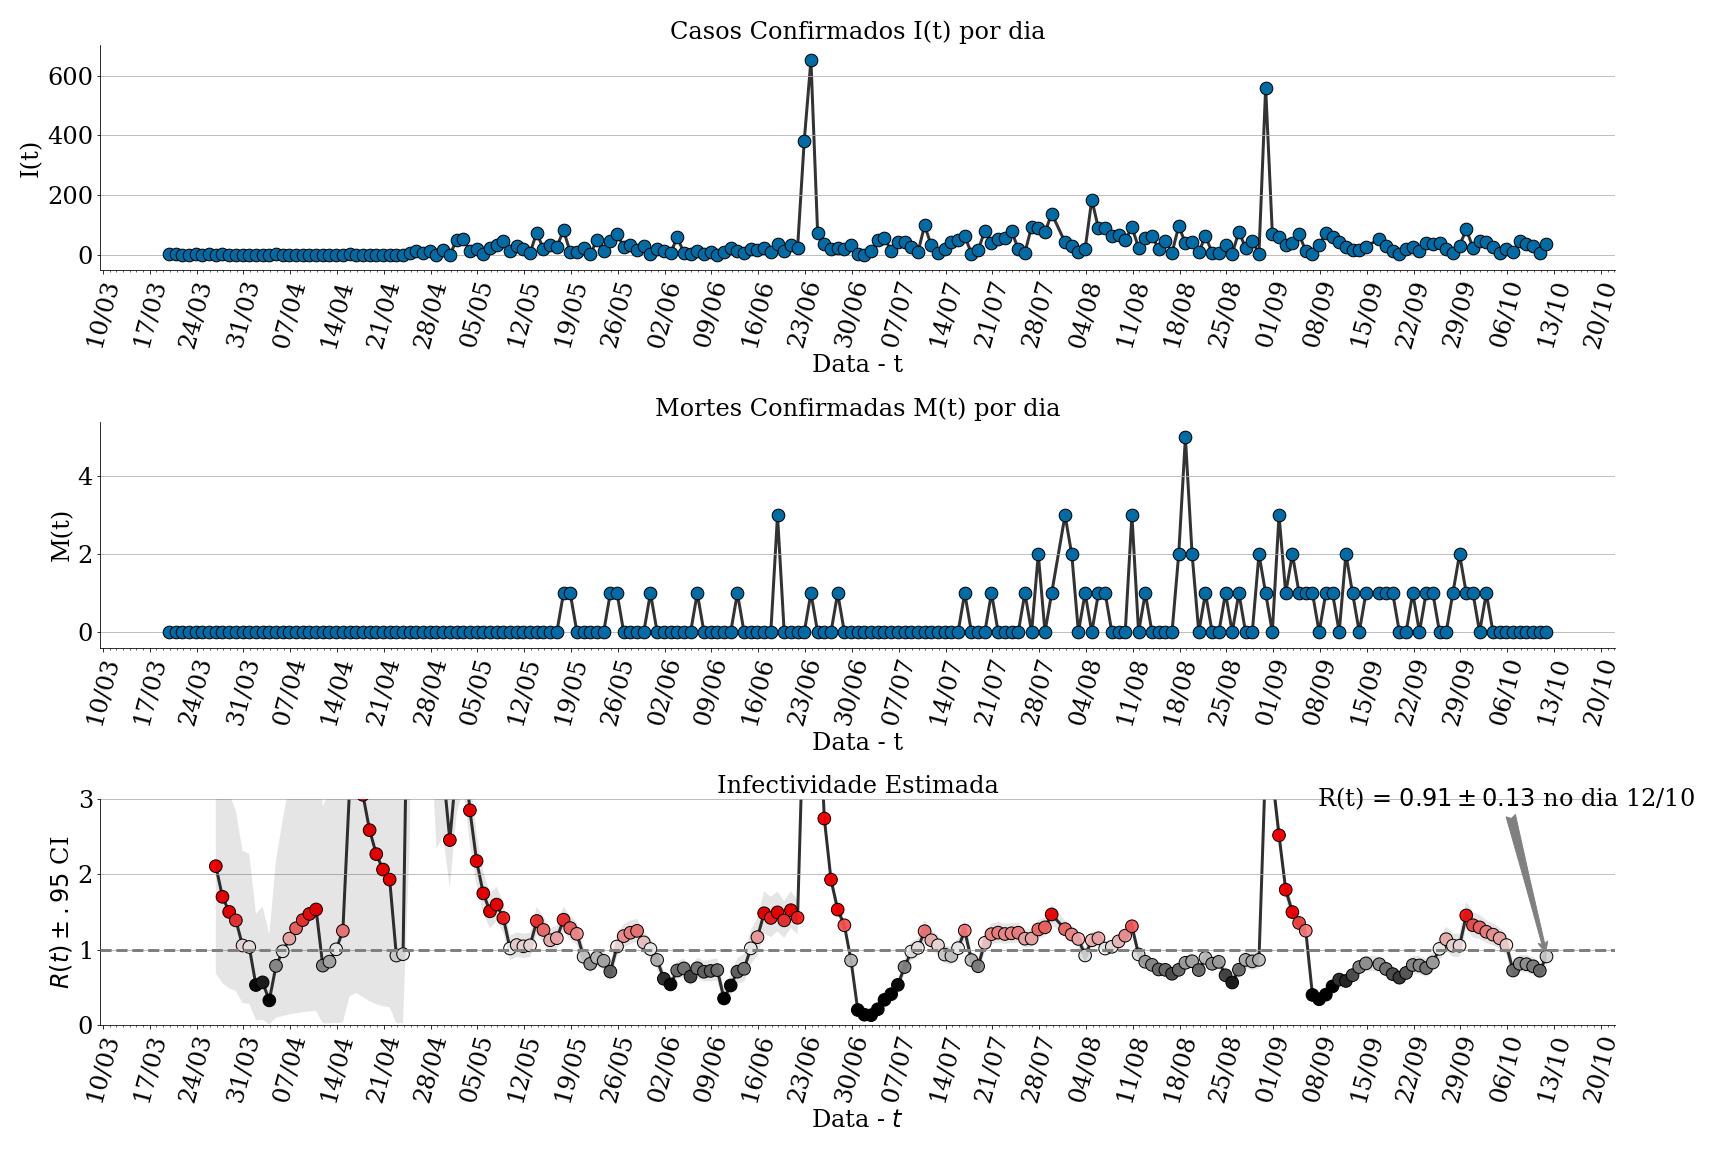 Casos Confirmados I(t) por dia
600
400
200
0
I(t)
10/03 17/03 24/03 31/03 07/04 14/04 21/04 28/04 05/05 12/05 19/05 26/05 02/06 09/06 16/06 23/06 30/06 07/07 14/07 21/07 28/07 04/08 11/08 18/08 25/08 01/09 08/09 15/09 22/09 29/09 06/10 13/10 20/10
Data - t
Mortes Confirmadas M(t) por dia
4
2
0
M(t)
10/03 17/03 24/03 31/03 07/04 14/04 21/04 28/04 05/05 12/05 19/05 26/05 02/06 09/06 16/06 23/06 30/06 07/07 14/07 21/07 28/07 04/08 11/08 18/08 25/08 01/09 08/09 15/09 22/09 29/09 06/10 13/10 20/10
Data - t
Infectividade Estimada
R(t) = 0.91 ± 0.13 no dia 12/10
3
2
1
0
R(t) ± .95 CI
10/03 17/03 24/03 31/03 07/04 14/04 21/04 28/04 05/05 12/05 19/05 26/05 02/06 09/06 16/06 23/06 30/06 07/07 14/07 21/07 28/07 04/08 11/08 18/08 25/08 01/09 08/09 15/09 22/09 29/09 06/10 13/10 20/10
Data - t